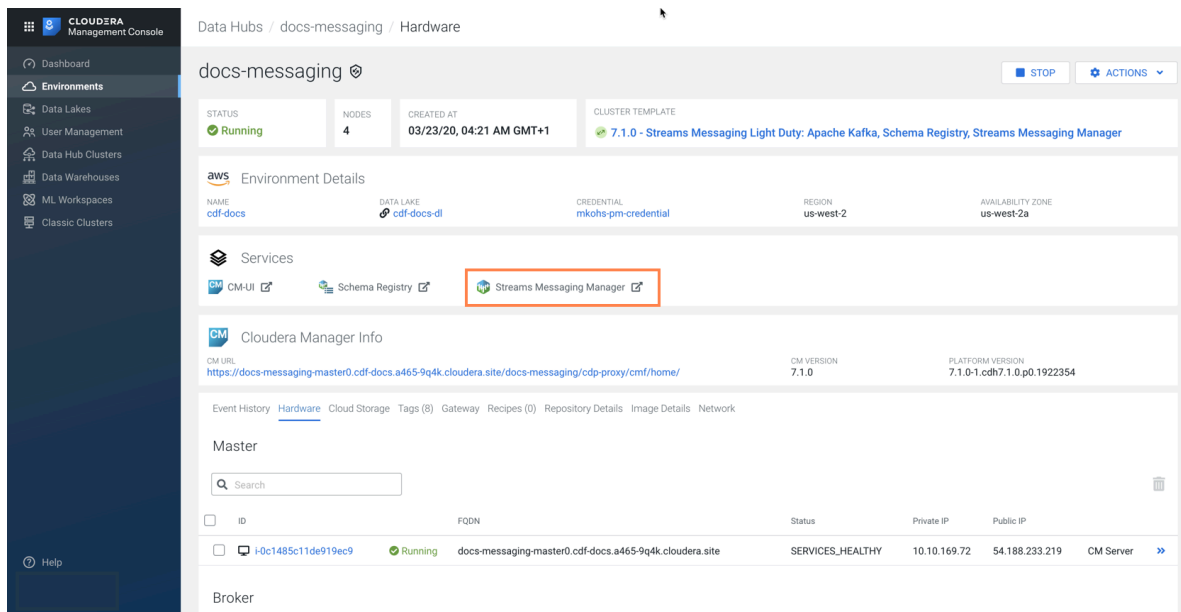 CLOUDERA
Management Console
Dashboard
Environments
Data Lakes
User Management
Data Hub Clusters
Data Warehouses
ML Workspaces
Classic Clusters
Help
Data Hubs / docs-messaging / Hardware
docs-messaging
STOP
ACTIONS
STATUS
Running
NODES
4
CREATED AT
03/23/20, 04:21 AM GMT+1
CLUSTER TEMPLATE
7.1.0 - Streams Messaging Light Duty: Apache Kafka, Schema Registry, Streams Messaging Manager
aws Environment Details
NAME DATA LAKE CREDENTIAL REGION AVAILABILITY ZONE
cdf-docs cdf-docs-dl mkohs-pm-credential us-west-2 us-west-2a
Services
CM CM-UI Schema Registry Streams Messaging Manager
CM Cloudera Manager Info
CM URL CM VERSION PLATFORM VERSION
https://docs-messaging-master0.cdf-docs.a465-9q4k.cloudera.site/docs-messaging/cdp-proxy/cmf/home/ 7.1.0 7.1.0-1.cdh7.1.0.p0.1922354
Event History Hardware Cloud Storage Tags (8) Gateway Recipes (0) Repository Details Image Details Network
Master
Search
ID FQDN Status Private IP Public IP
i-0c1485c11de919ec9 Running docs-messaging-master0.cdf-docs.a465-9q4k.cloudera.site SERVICES_HEALTHY 10.10.169.72 54.188.233.219 CM Server »
Broker